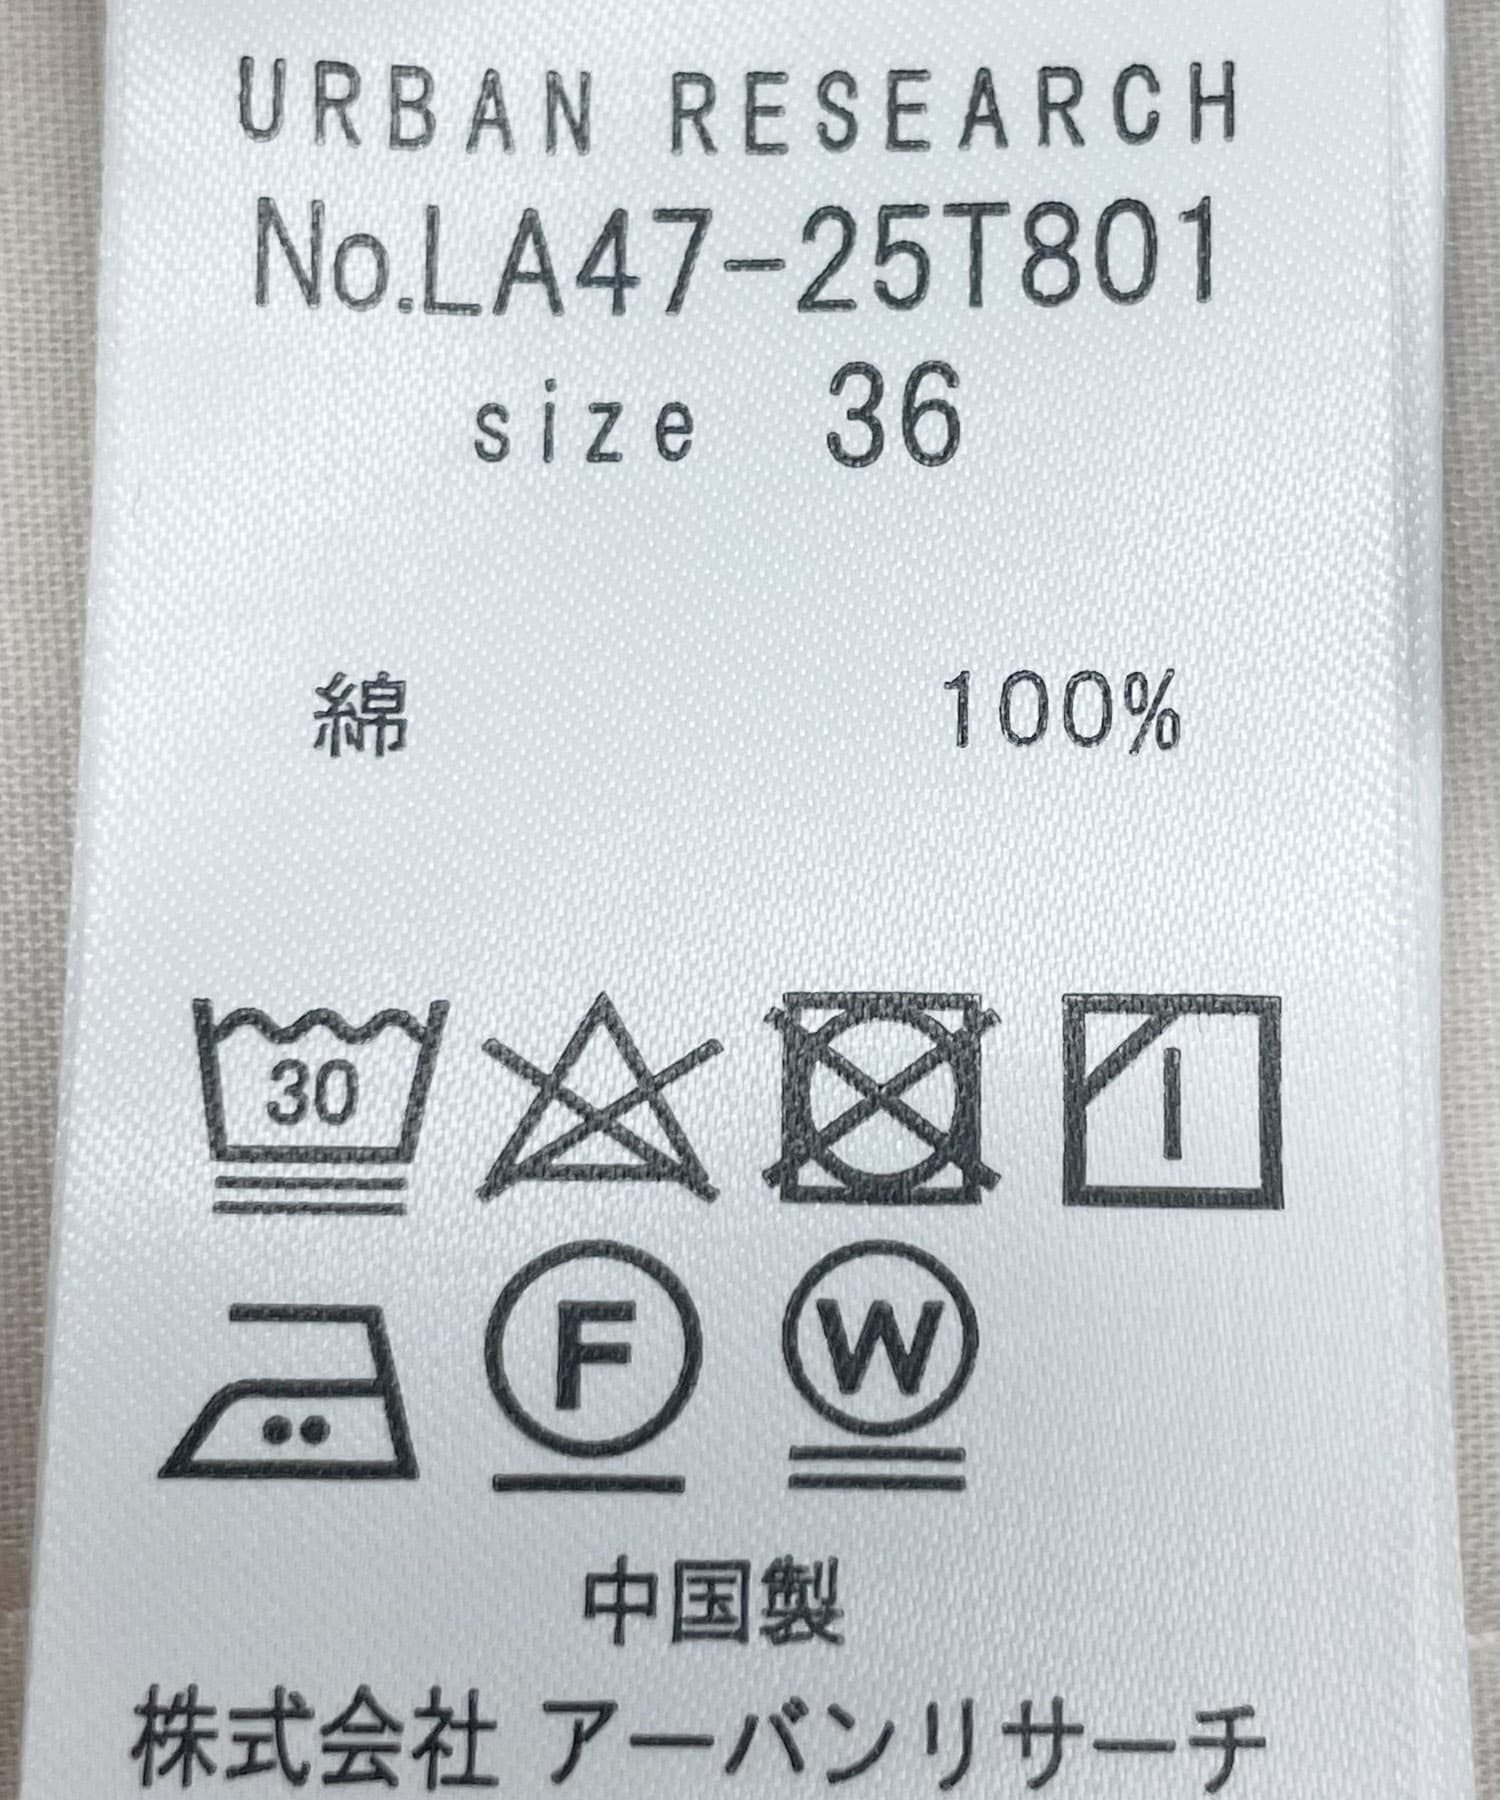 URBAN RESEARCH
No.LA47-25T801
size 36
綿 100%
30
F W
中国製
株式会社 アーバンリサーチ